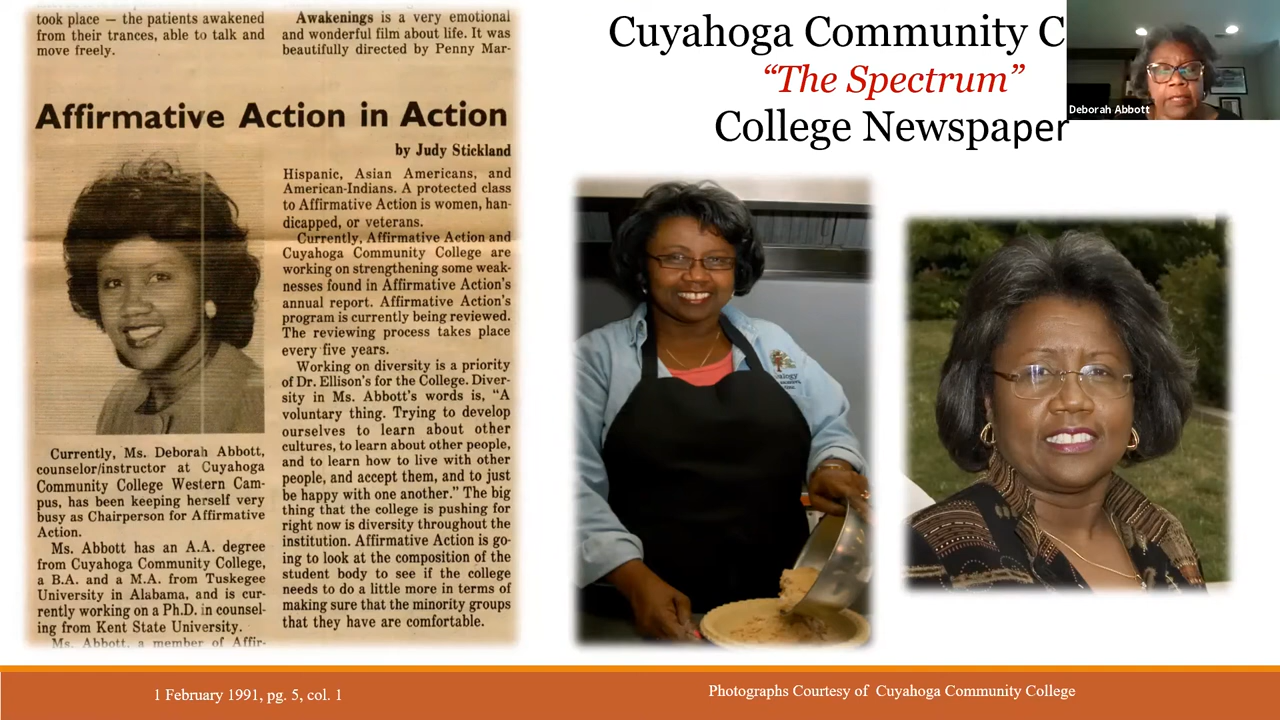 took place — the patients awakened
from their trances, able to talk and
move freely.
Awakenings is a very emotional
and wonderful film about life. It was
beautifully directed by Penny Mar-
Affirmative Action in Action
by Judy Stickland
Currently, Ms. Deborah Abbott,
counselor/instructor at Cuyahoga
Community College Western Cam-
pus, has been keeping herself very
busy as Chairperson for Affirmative
Action.
Ms. Abbott has an A.A. degree
from Cuyahoga Community College,
a B.A. and a M.A. from Tuskegee
University in Alabama, and is cu-
rrently working on a Ph.D. in counsel-
ing from Kent State University.
Ms. Abbott, a member of Affir-
Hispanic, Asian Americans, and
American-Indians. A protected class
to Affirmative Action is women, han-
dicapped, or veterans.
Currently, Affirmative Action and
Cuyahoga Community College are
working on strengthening some weak-
nesses found in Affirmative Action's
annual report. Affirmative Action's
program is currently being reviewed.
The reviewing process takes place
every five years.
Working on diversity is a priority
of Dr. Ellison's for the College. Diver-
sity in Ms. Abbott's words is, “A
voluntary thing. Trying to develop
ourselves to learn about other
cultures, to learn about other people,
and to learn how to live with other
people, and accept them, and to just
be happy with one another.” The big
thing that the college is pushing for
right now is diversity throughout the
institution. Affirmative Action is go-
ing to look at the composition of the
student body to see if the college
needs to do a little more in terms of
making sure that the minority groups
that they have are comfortable.
Cuyahoga Community C
“The Spectrum”
College Newspaper
Deborah Abbott
1 February 1991, pg. 5, col. 1
Photographs Courtesy of Cuyahoga Community College